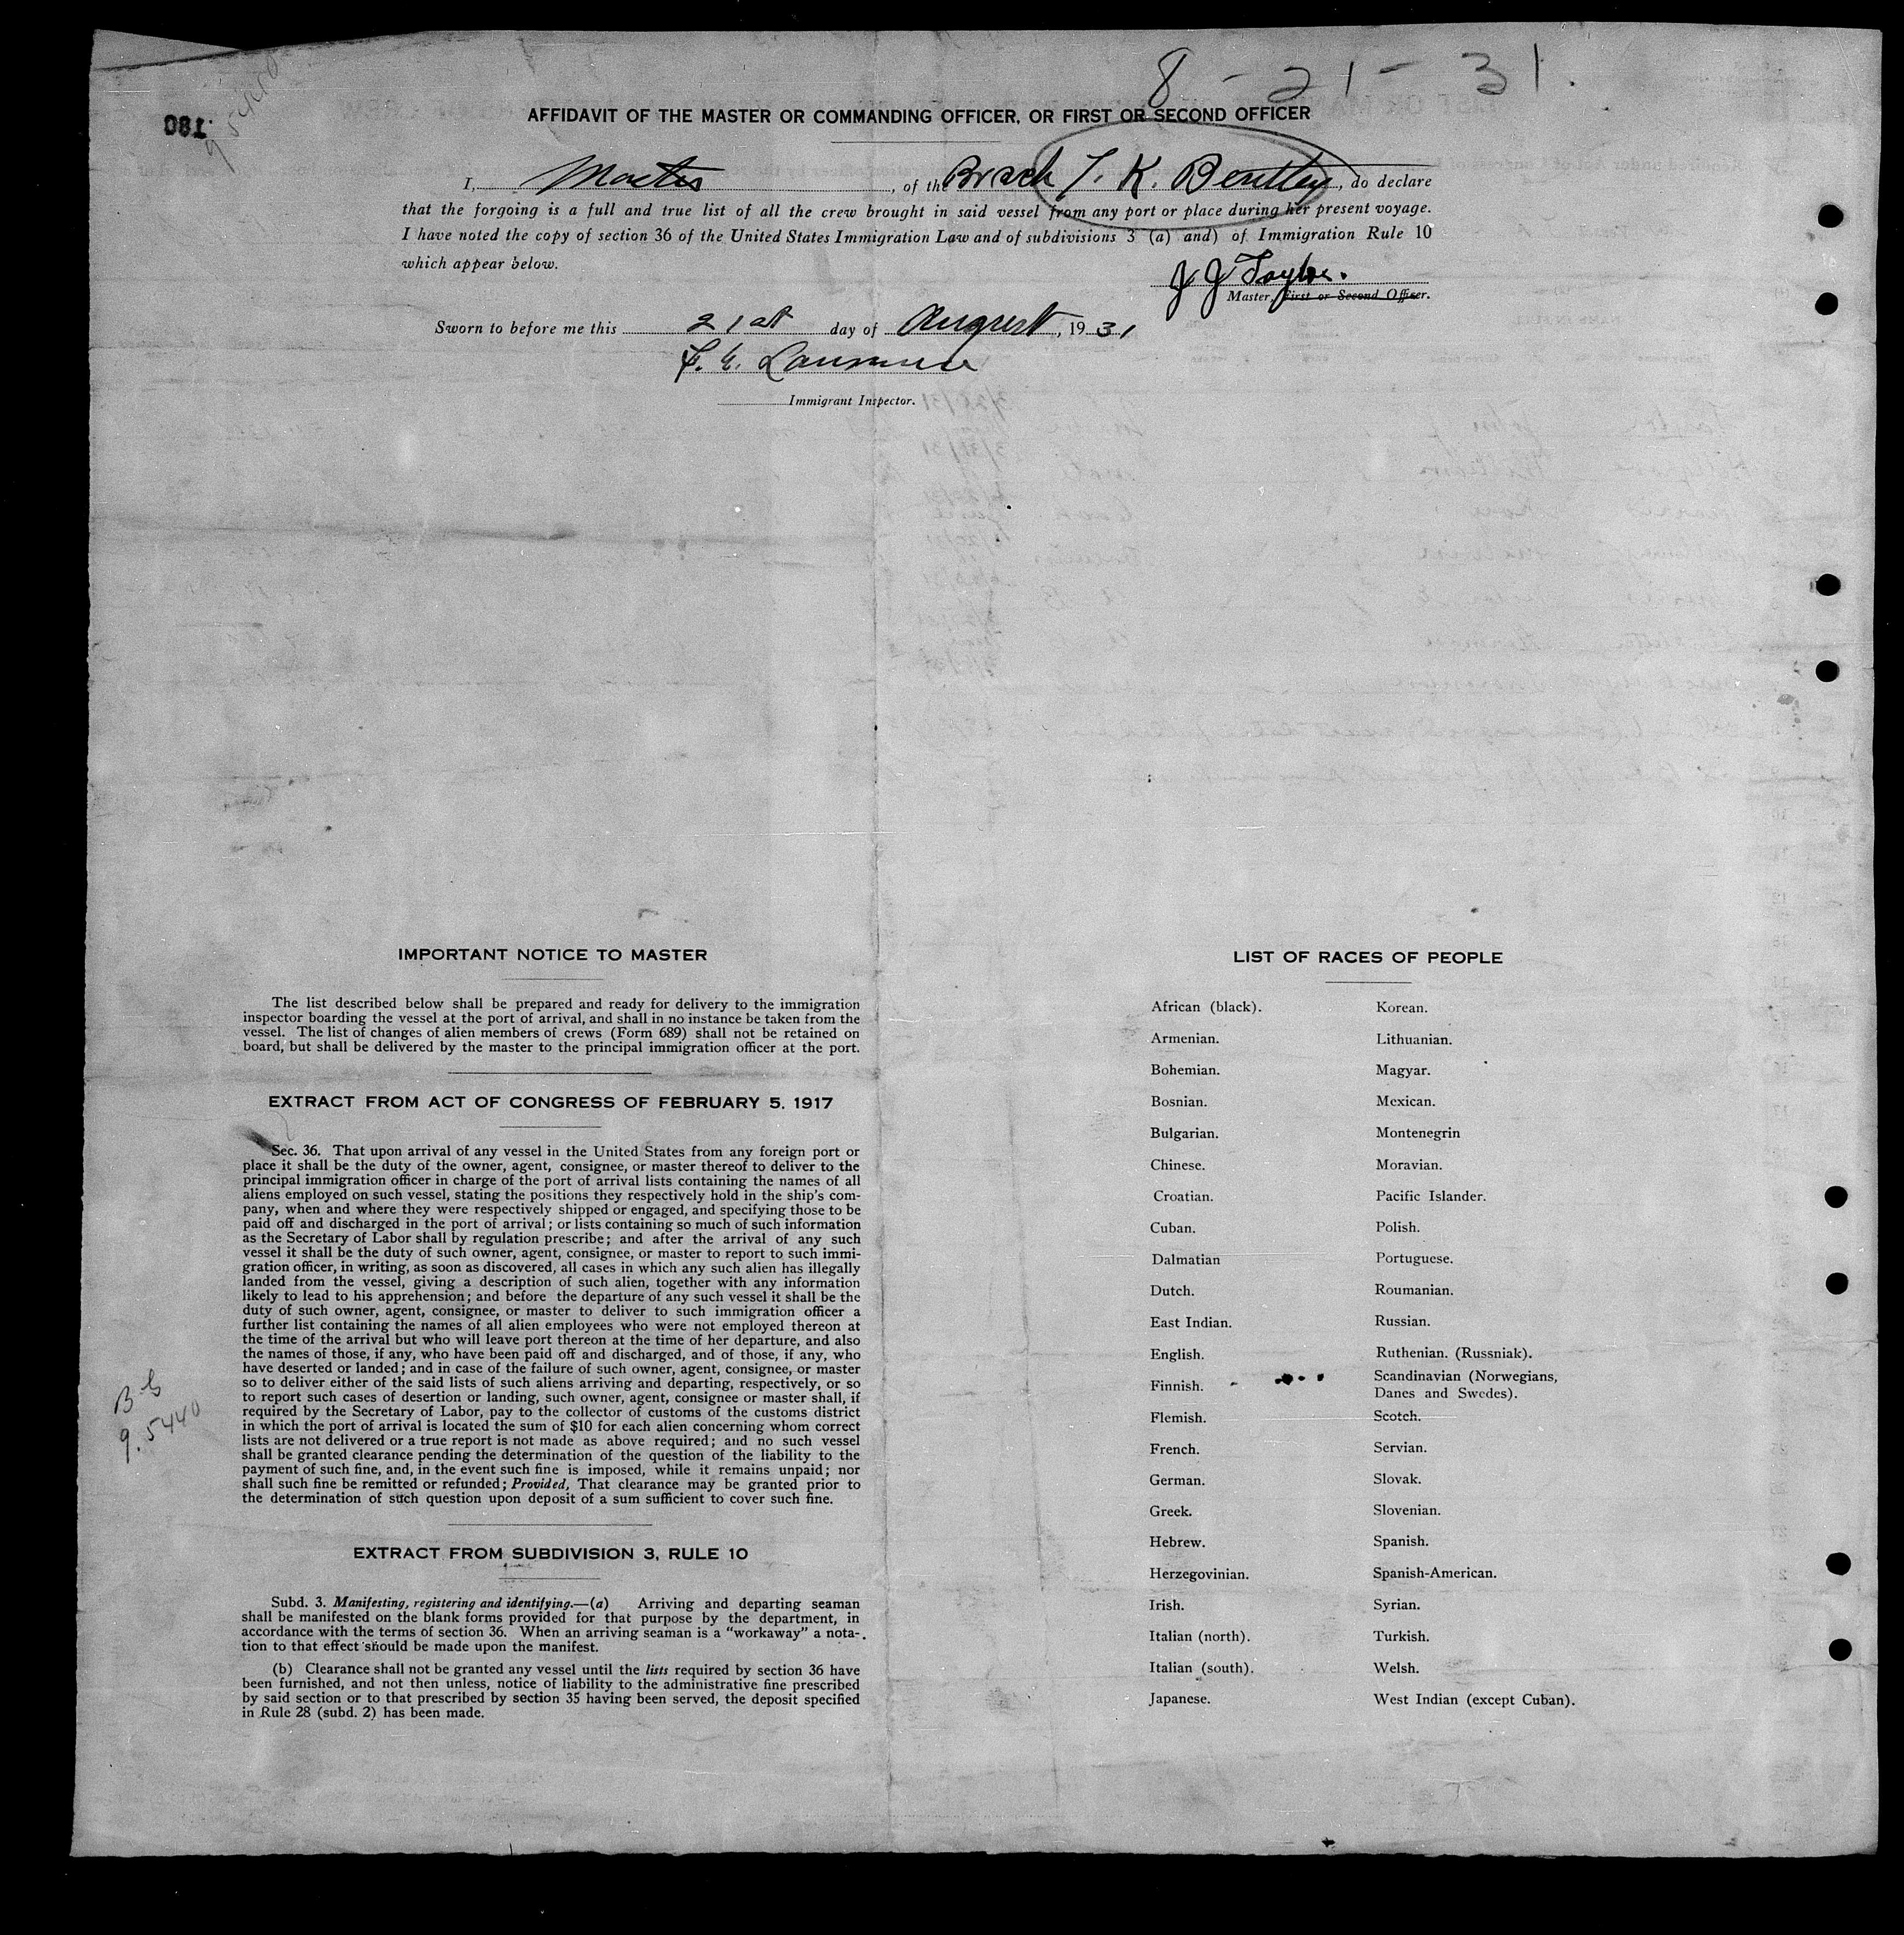 8 - 21 - 31.
180
9 5440
AFFIDAVIT OF THE MASTER OR COMMANDING OFFICER, OR FIRST OR SECOND OFFICER
I, Master, of the T. K. Bentley, do declare
that the forgoing is a full and true list of all the crew brought in said vessel from any port or place during her present voyage.
I have noted the copy of section 36 of the United States Immigration Law and of subdivisions 3 (a) and) of Immigration Rule 10
which appear below.
J J Taylor.
Master, First or Second Officer.
Sworn to before me this 21st day of August, 1931
Immigrant Inspector.
IMPORTANT NOTICE TO MASTER
The list described below shall be prepared and ready for delivery to the immigration
inspector boarding the vessel at the port of arrival, and shall in no instance be taken from the
vessel. The list of changes of alien members of crews (Form 689) shall not be retained on
board, but shall be delivered by the master to the principal immigration officer at the port.
EXTRACT FROM ACT OF CONGRESS OF FEBRUARY 5, 1917
Sec. 36. That upon arrival of any vessel in the United States from any foreign port or
place it shall be the duty of the owner, agent, consignee, or master thereof to deliver to the
principal immigration officer in charge of the port of arrival lists containing the names of all
aliens employed on such vessel, stating the positions they respectively hold in the ship's com-
pany, when and where they were respectively shipped or engaged, and specifying those to be
paid off and discharged in the port of arrival; or lists containing so much of such information
as the Secretary of Labor shall by regulation prescribe; and after the arrival of any such
vessel it shall be the duty of such owner, agent, consignee, or master to report to such immi-
gration officer, in writing, as soon as discovered, all cases in which any such alien has illegally
landed from the vessel, giving a description of such alien, together with any information
likely to lead to his apprehension; and before the departure of any such vessel it shall be the
duty of such owner, agent, consignee, or master to deliver to such immigration officer a
further list containing the names of all alien employees who were not employed thereon at
the time of the arrival but who will leave port thereon at the time of her departure, and also
the names of those, if any, who have been paid off and discharged, and of those, if any, who
have deserted or landed; and in case of the failure of such owner, agent, consignee, or master
so to deliver either of the said lists of such aliens arriving and departing, respectively, or so
to report such cases of desertion or landing, such owner, agent, consignee or master shall, if
required by the Secretary of Labor, pay to the collector of customs of the customs district
in which the port of arrival is located the sum of $10 for each alien concerning whom correct
lists are not delivered or a true report is not made as above required; and no such vessel
shall be granted clearance pending the determination of the question of the liability to the
payment of such fine, and, in the event such fine is imposed, while it remains unpaid; nor
shall such fine be remitted or refunded; Provided, That clearance may be granted prior to
the determination of such question upon deposit of a sum sufficient to cover such fine.
9.5440
EXTRACT FROM SUBDIVISION 3, RULE 10
Subd. 3. Manifesting, registering and identifying.—(a) Arriving and departing seaman
shall be manifested on the blank forms provided for that purpose by the department, in
accordance with the terms of section 36. When an arriving seaman is a "workaway" a nota-
tion to that effect should be made upon the manifest.
(b) Clearance shall not be granted any vessel until the lists required by section 36 have
been furnished, and not then unless, notice of liability to the administrative fine prescribed
by said section or to that prescribed by section 35 having been served, the deposit specified
in Rule 28 (subd. 2) has been made.
LIST OF RACES OF PEOPLE
African (black). Korean.
Armenian. Lithuanian.
Bohemian. Magyar.
Bosnian. Mexican.
Bulgarian. Montenegrin
Chinese. Moravian.
Croatian. Pacific Islander.
Cuban. Polish.
Dalmatian Portuguese.
Dutch. Roumanian.
East Indian. Russian.
English. Ruthenian. (Russniak).
Finnish. Scandinavian (Norwegians,
Danes and Swedes).
Flemish. Scotch.
French. Servian.
German. Slovak.
Greek. Slovenian.
Hebrew. Spanish.
Herzegovinian. Spanish-American.
Irish. Syrian.
Italian (north). Turkish.
Italian (south). Welsh.
Japanese. West Indian (except Cuban).